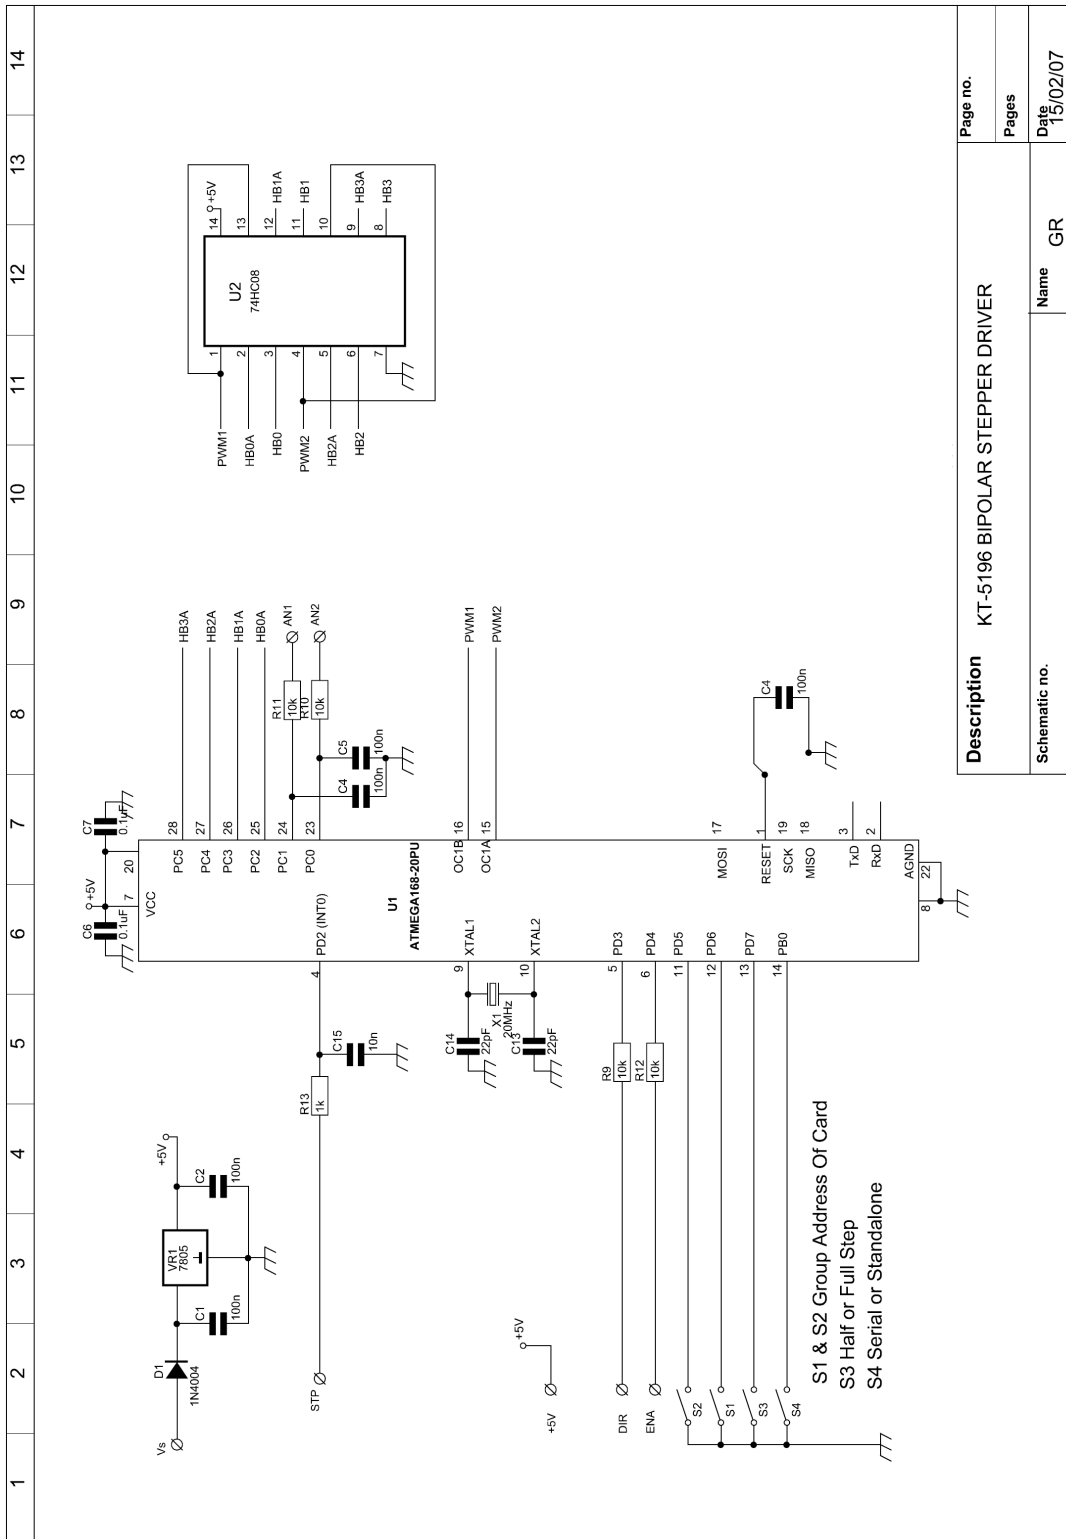 1 2 3 4 5 6 7 8 9 10 11 12 13 14
Vs
D1
1N4004
C1
100n
VR1
7805
C2
100n
+5V
STP
R13
1k
C15
10n
+5V
+5V
DIR
ENA
R9
10k
R12
10k
S2
S1
S3
S4
S1 & S2 Group Address Of Card
S3 Half or Full Step
S4 Serial or Standalone
C14
22pF
X1
20MHz
C13
22pF
C6
0.1uF
+5V
C7
0.1uF
7
20
VCC
U1
ATMEGA168-20PU
4 PD2 (INT0)
9 XTAL1
10 XTAL2
5 PD3
6 PD4
11 PD5
12 PD6
13 PD7
14 PB0
PC5 28 HB3A
PC4 27 HB2A
PC3 26 HB1A
PC2 25 HB0A
PC1 24
PC0 23
R11
10k
AN1
R10
10k
AN2
C4
100n
C5
100n
OC1B 16 PWM1
OC1A 15 PWM2
MOSI 17
RESET 1
SCK 19
MISO 18
TxD 3
RxD 2
AGND
8
22
C4
100n
U2
74HC08
PWM1 1
HB0A 2
HB0 3
PWM2 4
HB2A 5
HB2 6
7
14 +5V
13
12 HB1A
11 HB1
10
9 HB3A
8 HB3
Description KT-5196 BIPOLAR STEPPER DRIVER
Page no.
Pages
Schematic no.
Name GR
Date 15/02/07